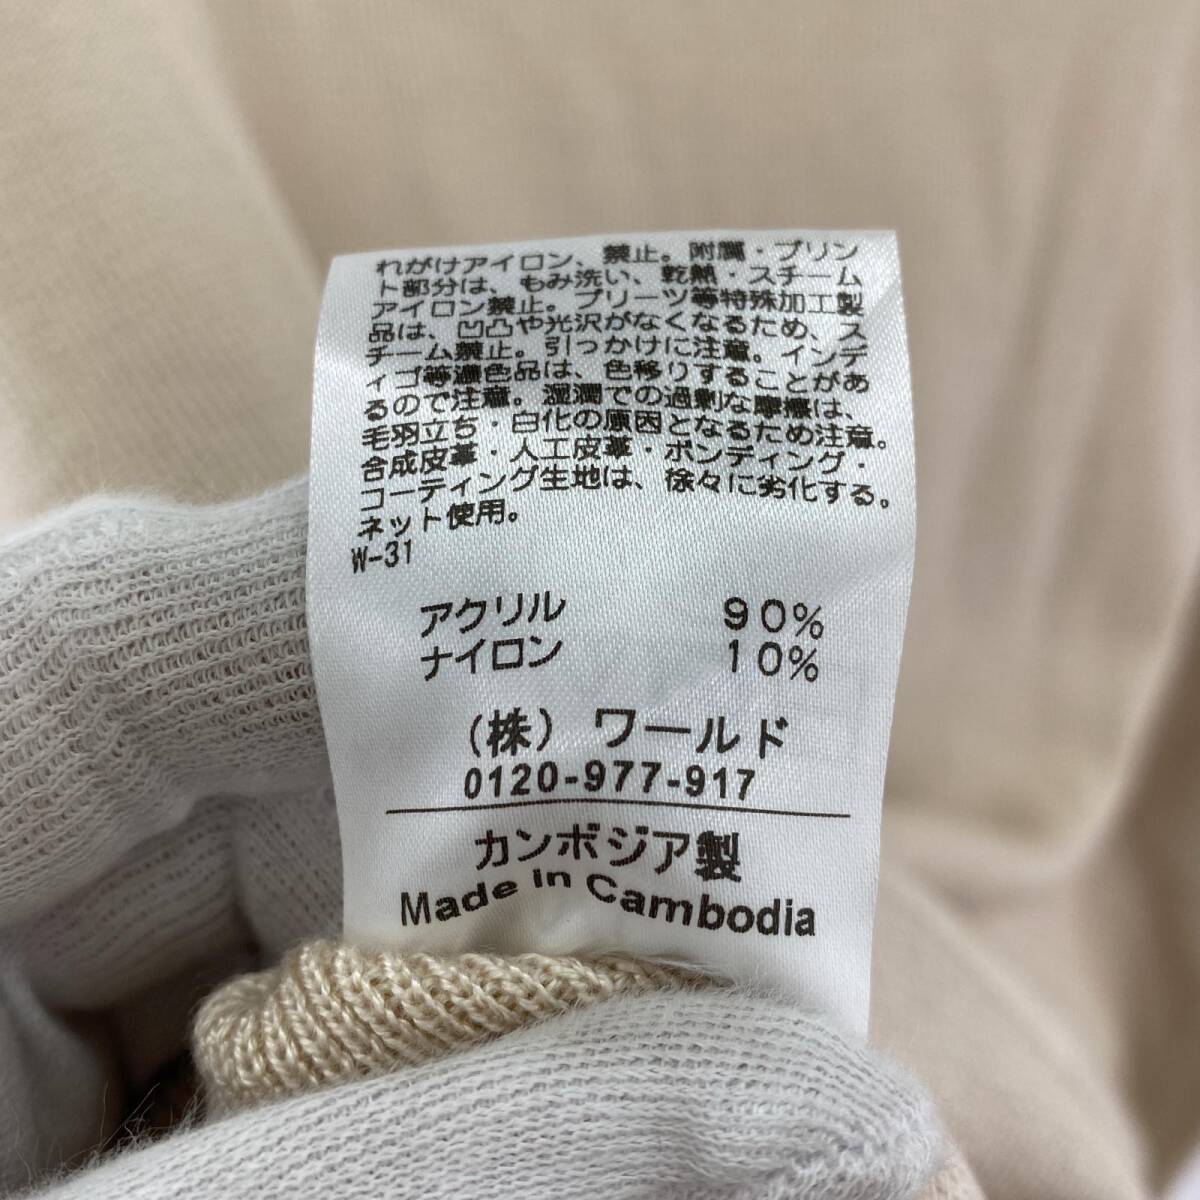 れがけアイロン、禁止。附属・プリン
ト部分は、もみ洗い、乾熱・スチーム
アイロン禁止。プリーツ等特殊加工製
品は、凹凸や光沢がなくなるため、ス
チーム禁止。引っかけに注意。インデ
ィゴ等濃色品は、色移りすることがあ
るので注意。湿潤での過剰な摩擦は、
毛羽立ち・白化の原因となるため注意。
合成皮革・人工皮革・ボンディング・
コーティング生地は、徐々に劣化する。
ネット使用。
W-31
アクリル 90%
ナイロン 10%
(株) ワールド
0120-977-917
カンボジア製
Made in Cambodia